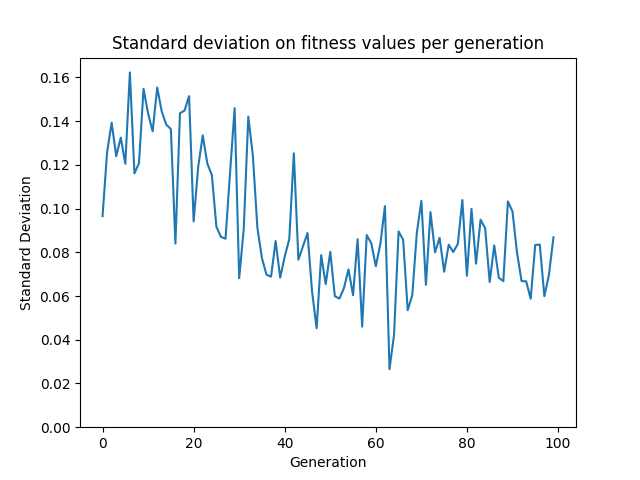 Standard deviation on fitness values per generation
0.16
0.14
0.12
0.10
0.08
0.06
0.04
0.02
0.00
Standard Deviation
0 20 40 60 80 100
Generation